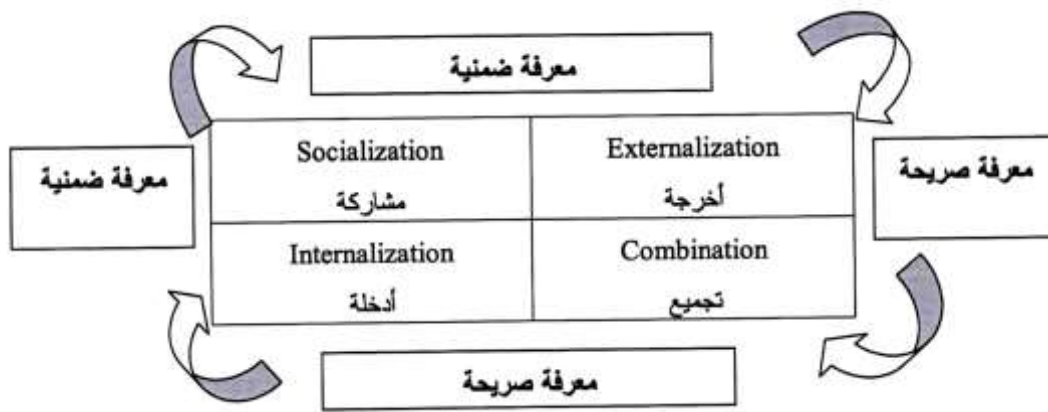 معرفة ضمنية
Socialization
مشاركة
Externalization
أخرجة
معرفة ضمنية
معرفة صريحة
Internalization
أدخلة
Combination
تجميع
معرفة صريحة